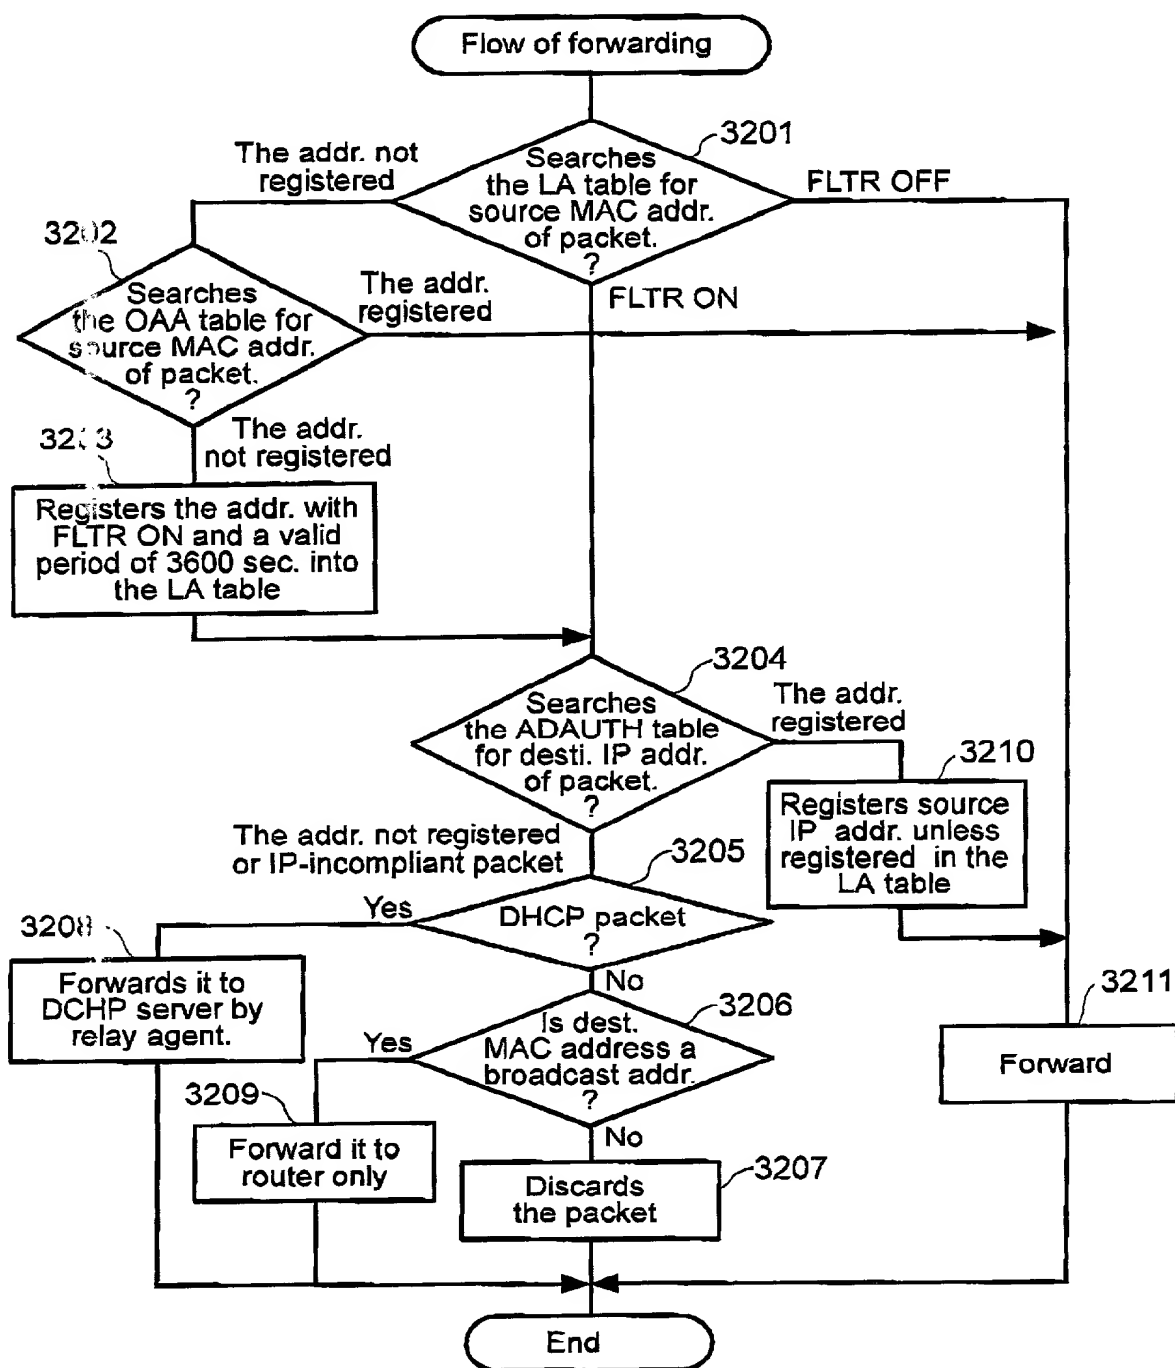 Flow of forwarding
3201
The addr. not
registered
Searches
the LA table for
source MAC addr.
of packet.
?
FLTR OFF
3202
The addr.
registered
FLTR ON
Searches
the OAA table for
source MAC addr.
of packet.
?
The addr.
not registered
Registers the addr. with
FLTR ON and a valid
period of 3600 sec. into
the LA table
3204
Searches
the ADAUTH table
for desti. IP addr.
of packet.
?
The addr.
registered
3210
Registers source
IP addr. unless
registered in the
LA table
The addr. not registered
or IP-incompliant packet
3205
Yes
DHCP packet
?
No
3208
Forwards it to
DCHP server by
relay agent.
3206
Yes
Is dest.
MAC address a
broadcast addr.
?
No
3211
Forward
3209
Forward it to
router only
3207
Discards
the packet
End